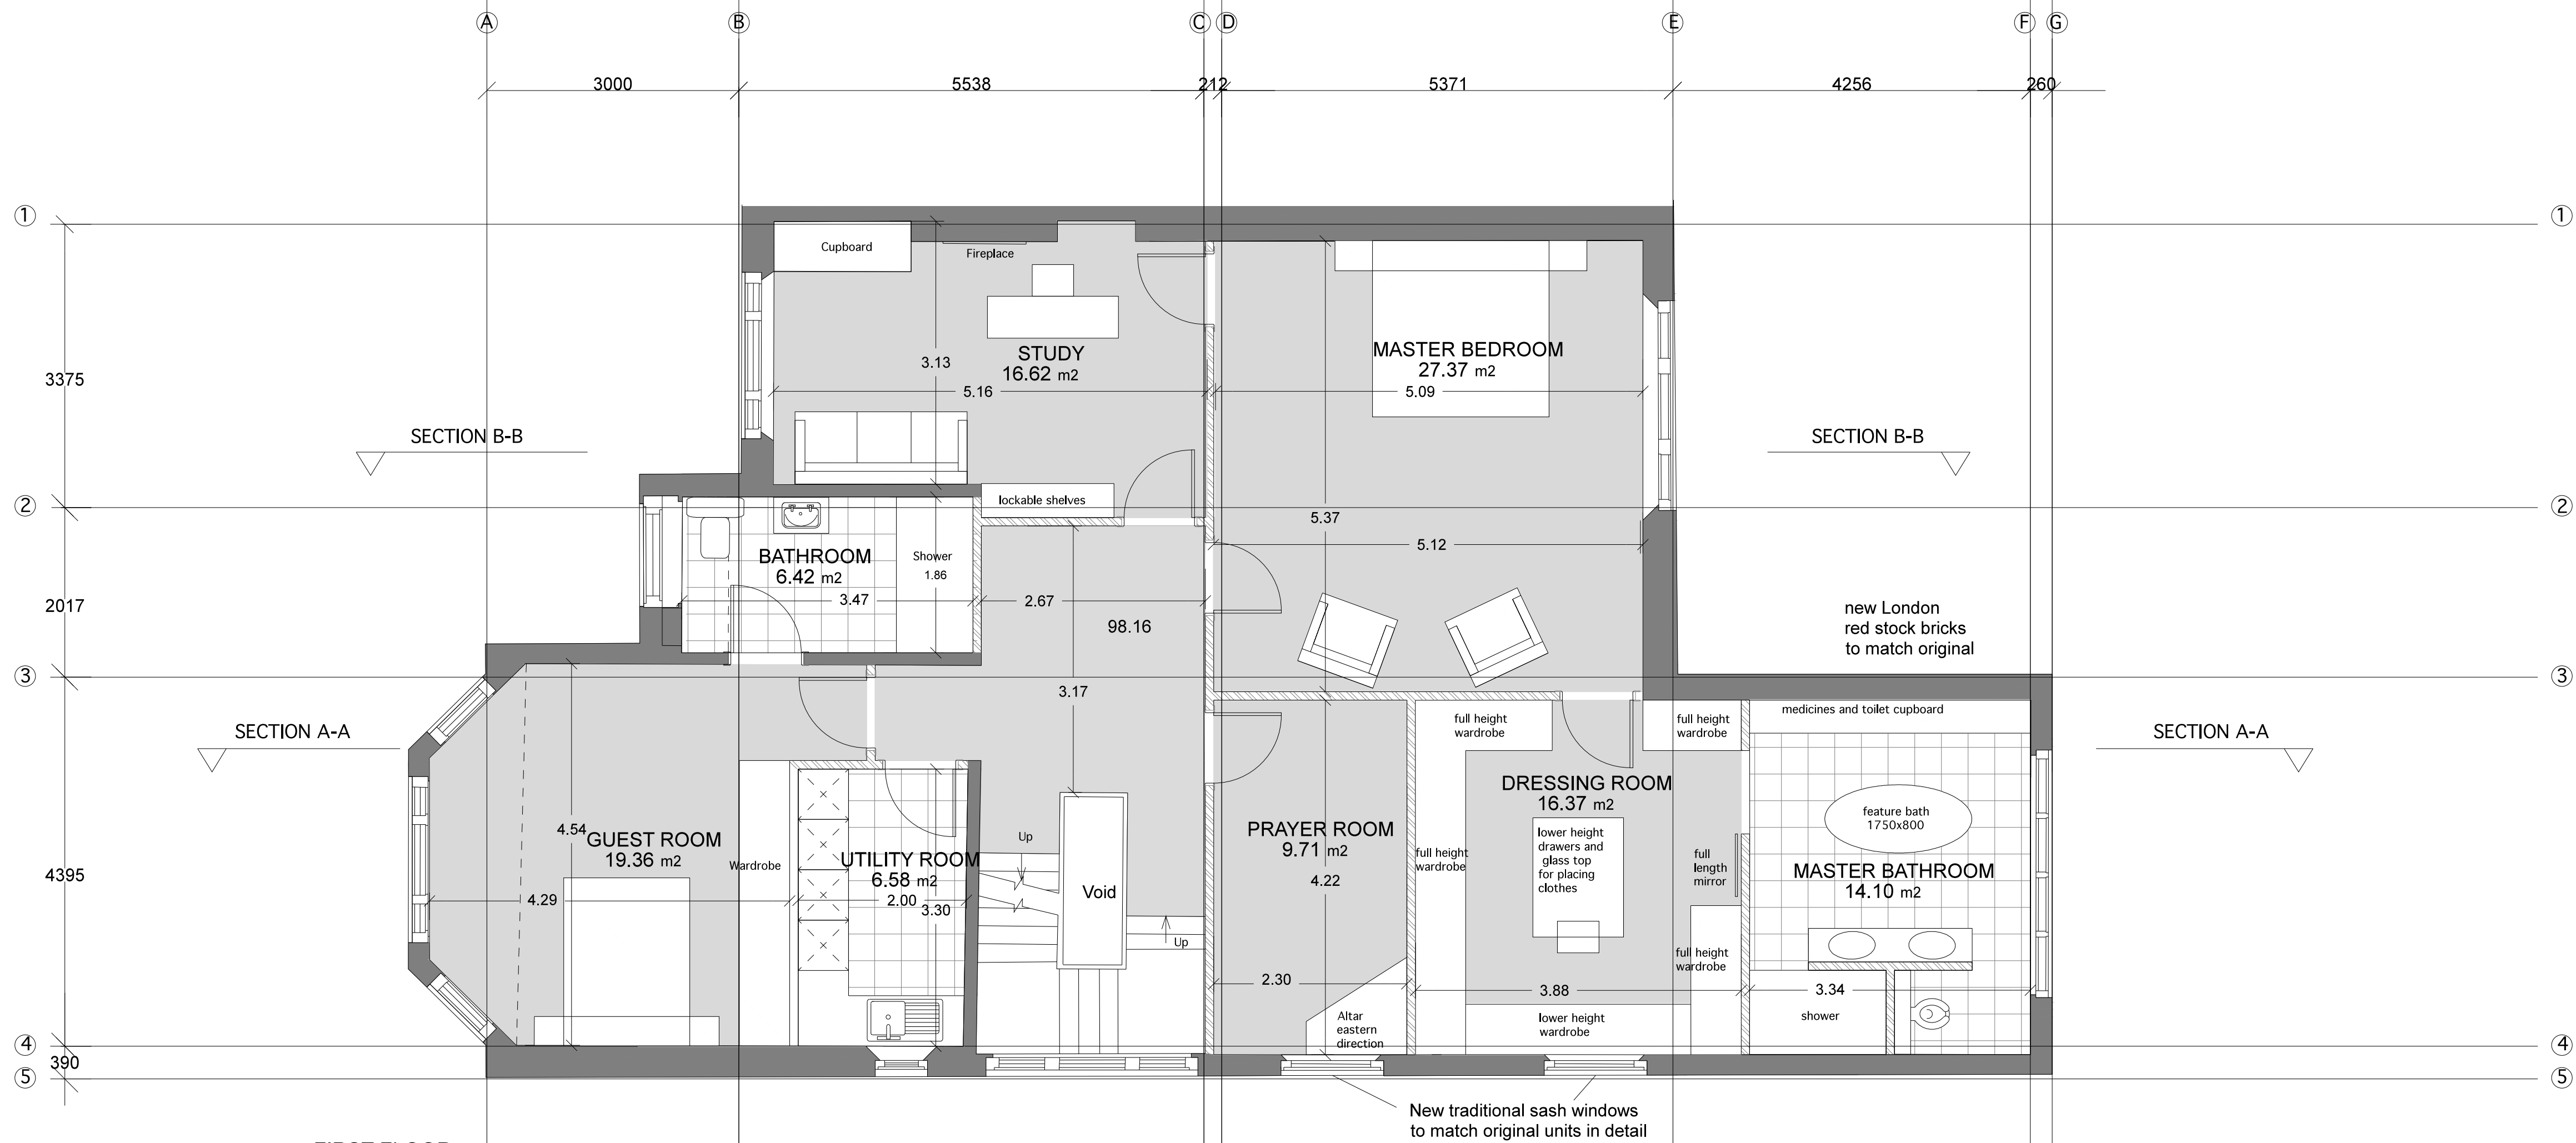 A B C D E F G
3000 5538 212 5371 4256 260
1 1
Cupboard
Fireplace
STUDY
16.62 m2
3.13
5.16
MASTER BEDROOM
27.37 m2
5.09
3375
SECTION B-B
SECTION B-B
2 2
lockable shelves
5.37
5.12
BATHROOM
6.42 m2
Shower
1.86
3.47
2.67
98.16
2017
new London
red stock bricks
to match original
3 3
3.17
SECTION A-A
SECTION A-A
full height
wardrobe
full height
wardrobe
medicines and toilet cupboard
DRESSING ROOM
16.37 m2
feature bath
1750x800
4.54
GUEST ROOM
19.36 m2
Wardrobe
UTILITY ROOM
6.58 m2
2.00
3.30
4.29
Up
Void
Up
PRAYER ROOM
9.71 m2
4.22
full height
wardrobe
lower height
drawers and
glass top
for placing
clothes
full
length
mirror
MASTER BATHROOM
14.10 m2
4395
full height
wardrobe
2.30
3.88
3.34
Altar
eastern
direction
lower height
wardrobe
shower
4 4
390
5 5
New traditional sash windows
to match original units in detail
FIRST FLOOR